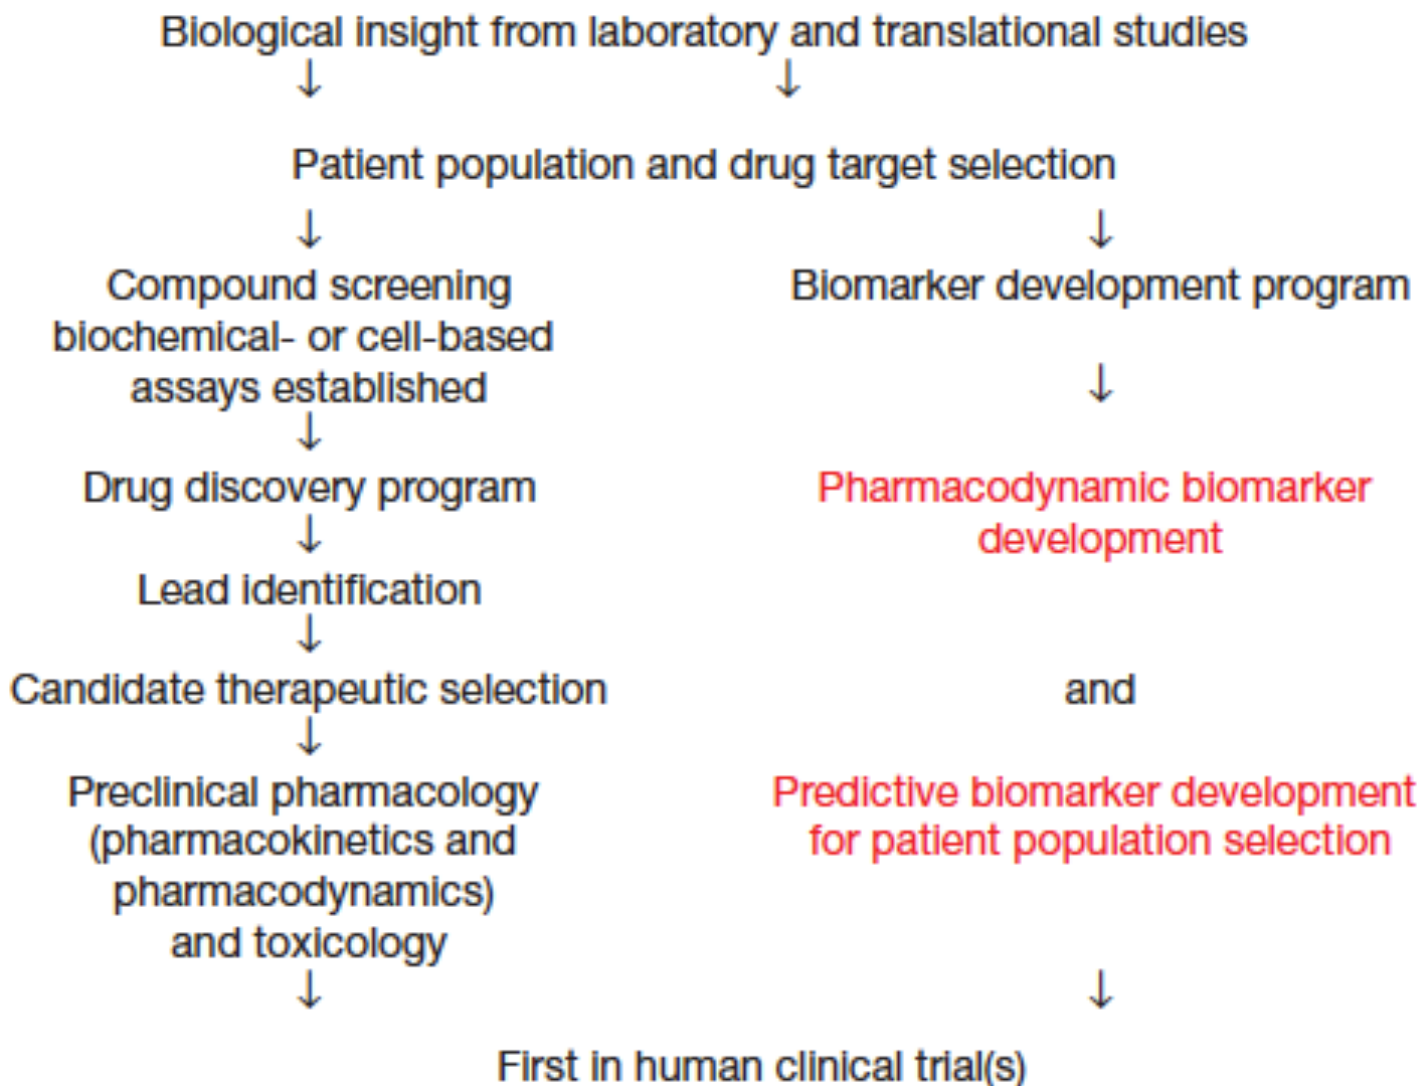 Biological insight from laboratory and translational studies
↓ ↓
Patient population and drug target selection
↓ ↓
Compound screening
biochemical- or cell-based
assays established
↓
Drug discovery program
↓
Lead identification
↓
Candidate therapeutic selection
↓
Preclinical pharmacology
(pharmacokinetics and
pharmacodynamics)
and toxicology
↓
Biomarker development program
↓
Pharmacodynamic biomarker
development
and
Predictive biomarker development
for patient population selection
↓
First in human clinical trial(s)